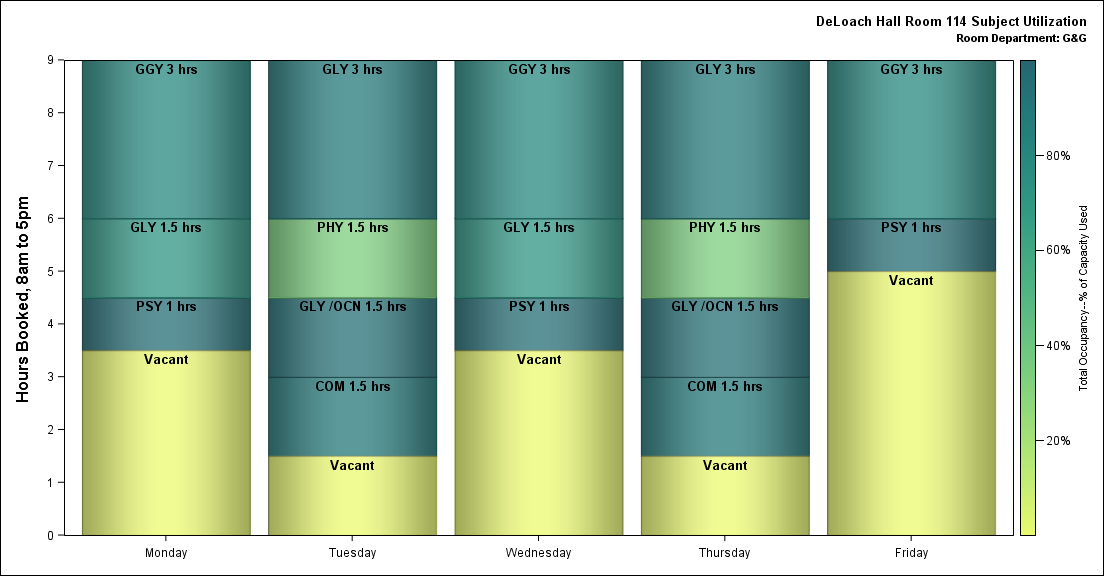 DeLoach Hall Room 114 Subject Utilization
Room Department: G&G
Hours Booked, 8am to 5pm
9
8
7
6
5
4
3
2
1
0
GGY 3 hrs
GLY 1.5 hrs
PSY 1 hrs
Vacant
Monday
GLY 3 hrs
PHY 1.5 hrs
GLY /OCN 1.5 hrs
COM 1.5 hrs
Vacant
Tuesday
GGY 3 hrs
GLY 1.5 hrs
PSY 1 hrs
Vacant
Wednesday
GLY 3 hrs
PHY 1.5 hrs
GLY /OCN 1.5 hrs
COM 1.5 hrs
Vacant
Thursday
GGY 3 hrs
PSY 1 hrs
Vacant
Friday
80%
60%
40%
20%
Total Occupancy--% of Capacity Used